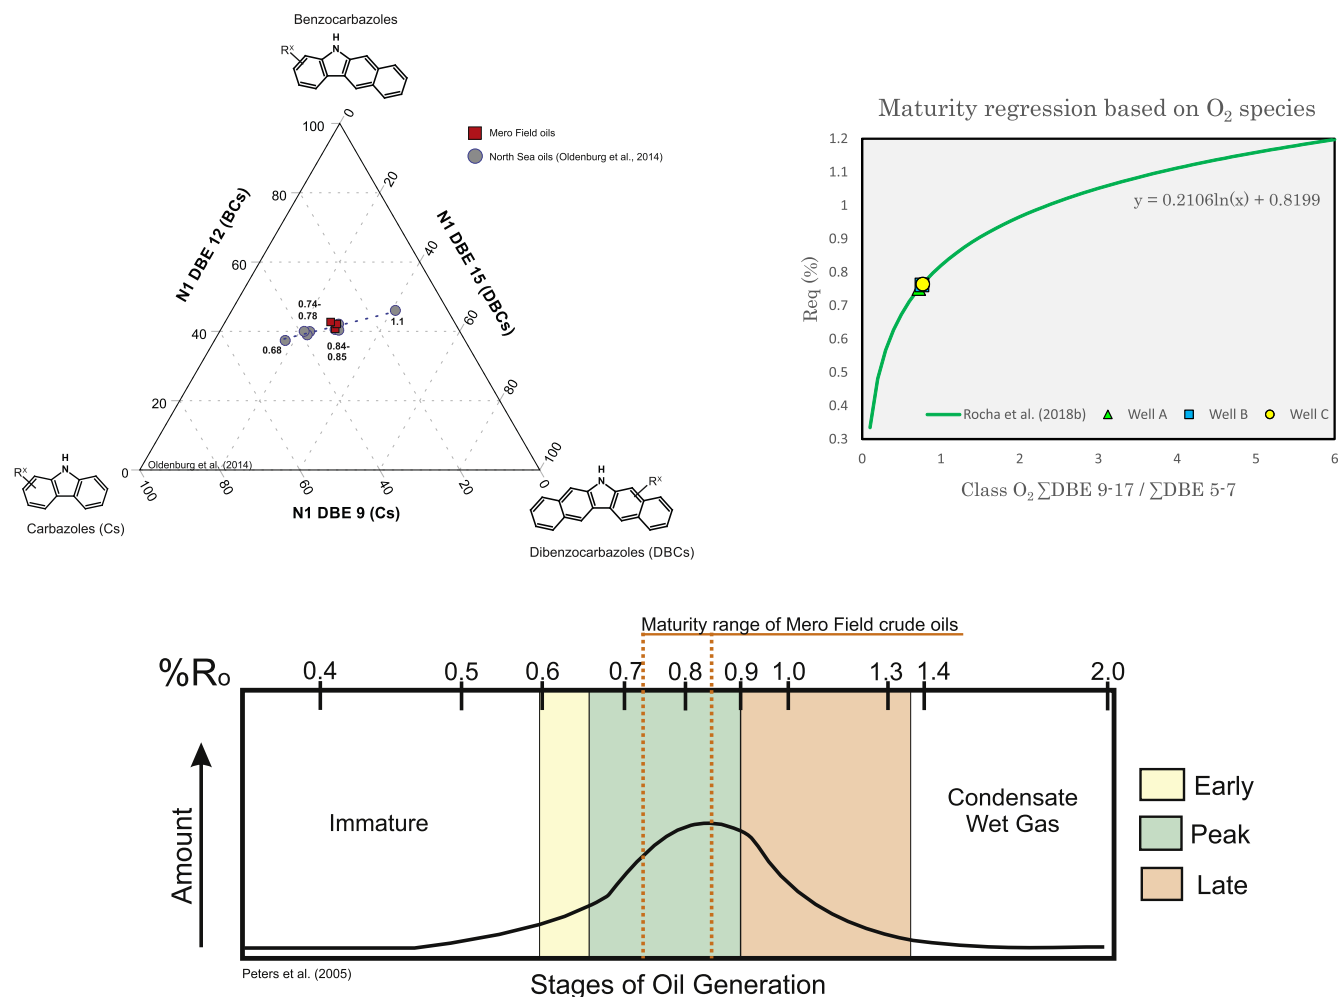 Benzocarbazoles
H
N
Rˣ
0
100
Mero Field oils
North Sea oils (Oldenburg et al., 2014)
20
80
N1 DBE 12 (BCs)
N1 DBE 15 (DBCs)
40
60
0.74-
0.78
1.1
60
40
0.68
0.84-
0.85
80
20
100
0
Oldenburg et al. (2014)
100
80
60
40
20
0
N1 DBE 9 (Cs)
H
N
Rˣ
Carbazoles (Cs)
H
N
Rˣ
Dibenzocarbazoles (DBCs)
Maturity regression based on O₂ species
1.2
1.1
1
0.9
0.8
0.7
0.6
0.5
0.4
0.3
Req (%)
y = 0.2106ln(x) + 0.8199
Rocha et al. (2018b)
Well A
Well B
Well C
0
1
2
3
4
5
6
Class O₂ ∑DBE 9-17 / ∑DBE 5-7
Maturity range of Mero Field crude oils
%Ro
0.4
0.5
0.6
0.7
0.8
0.9
1.0
1.3
1.4
2.0
Amount
Immature
Condensate
Wet Gas
Early
Peak
Late
Peters et al. (2005)
Stages of Oil Generation